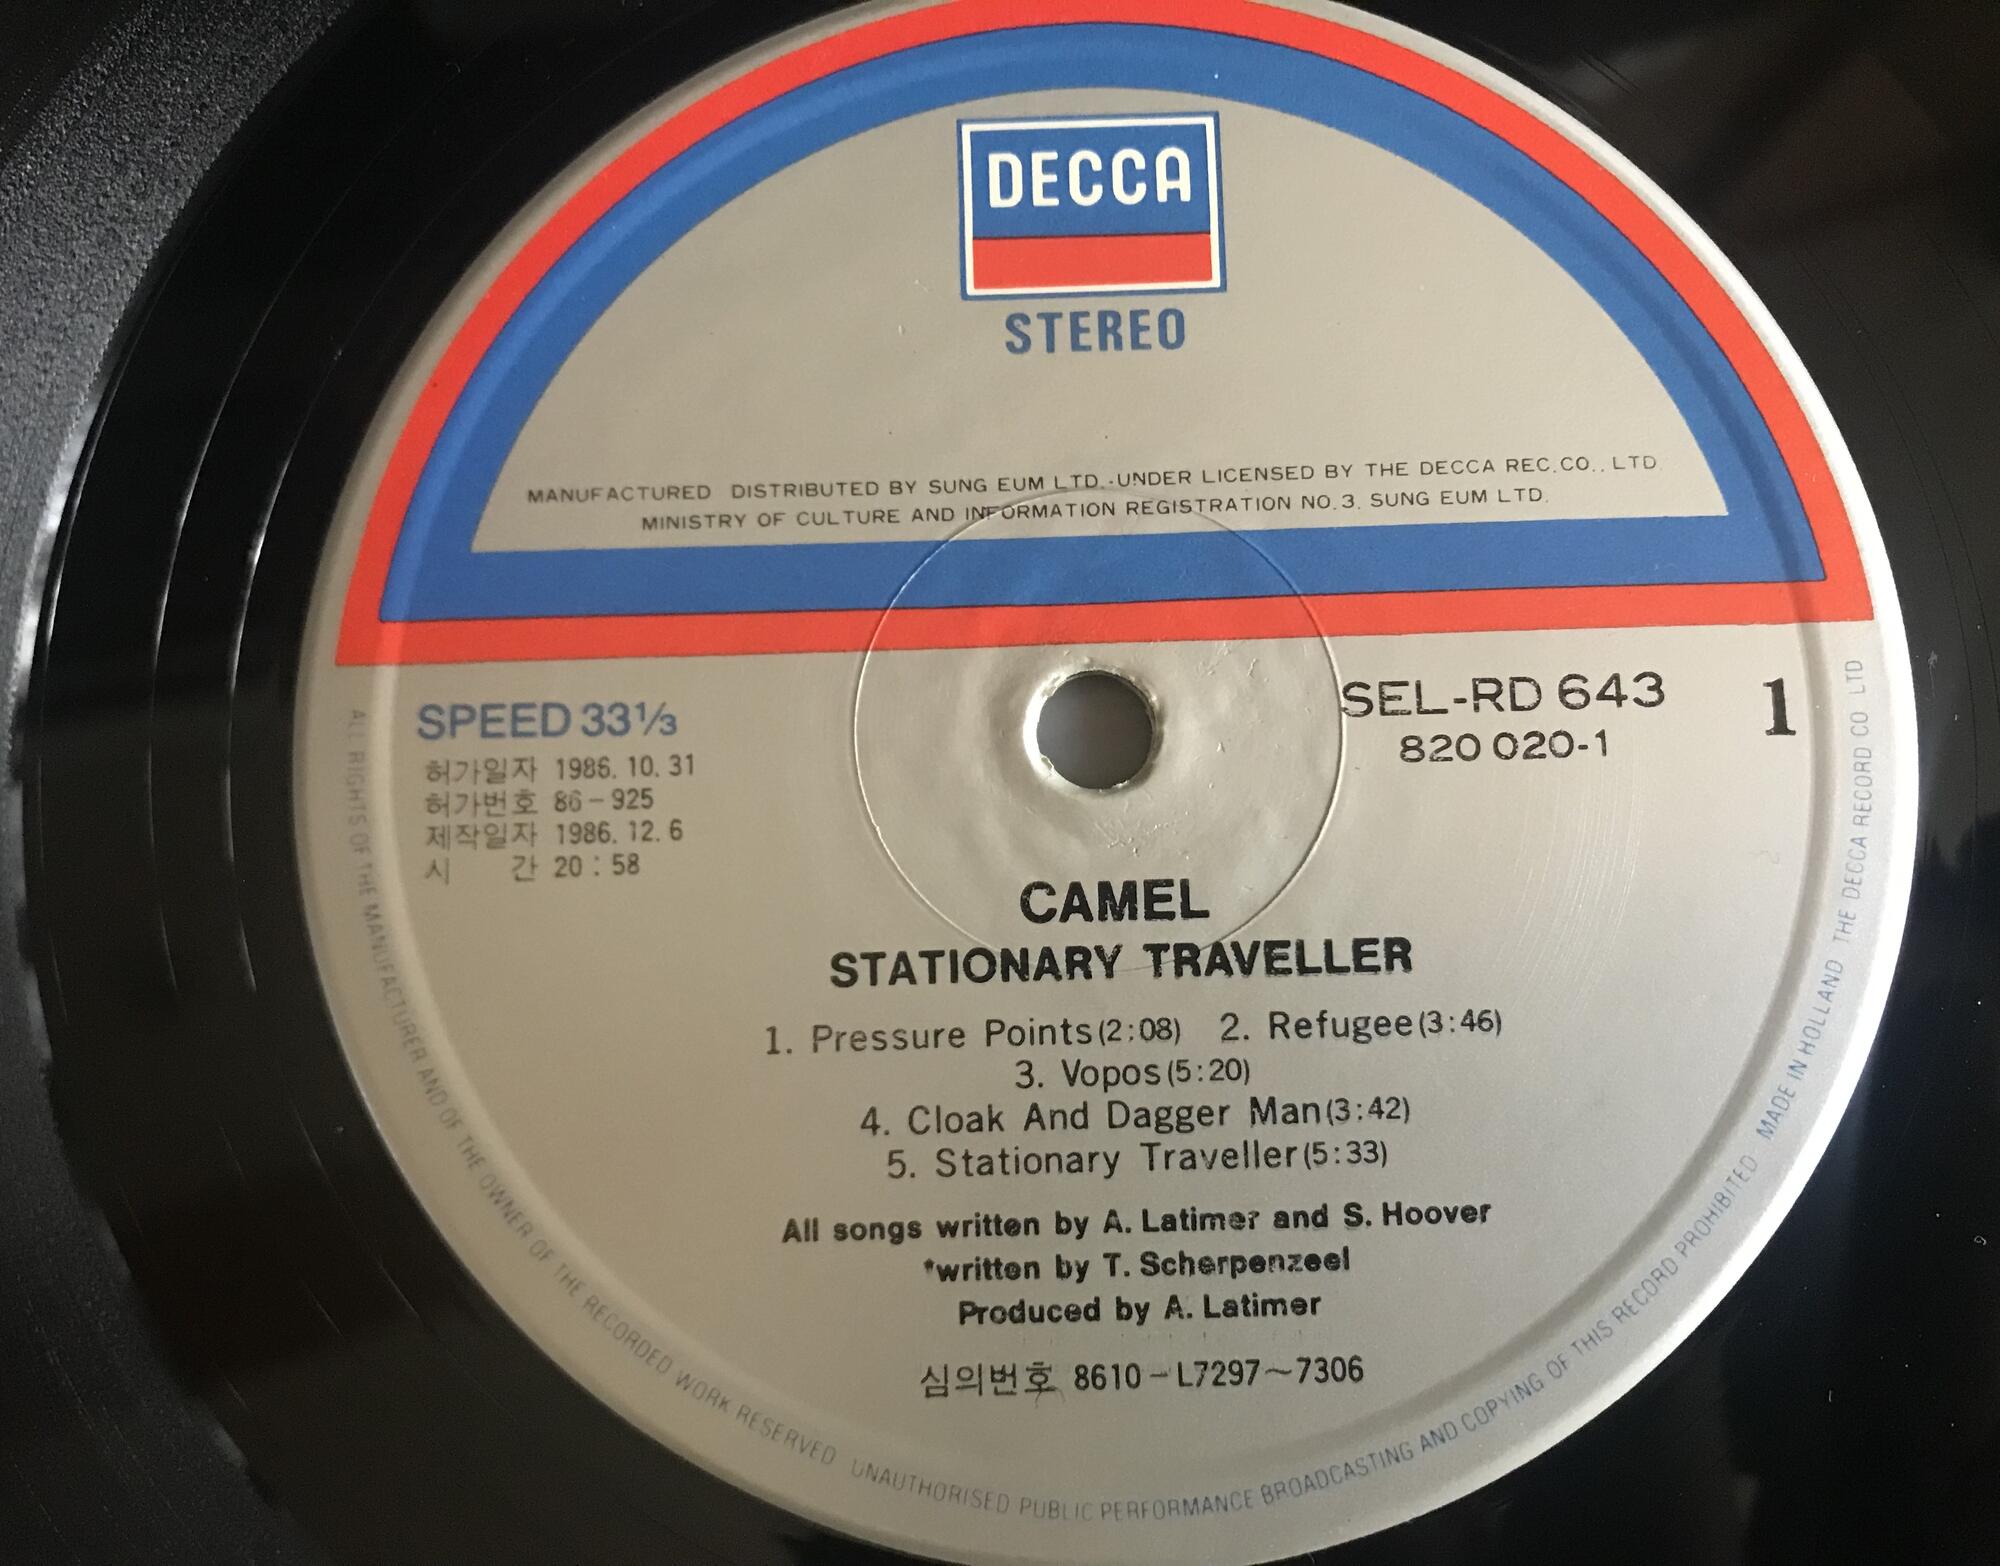 DECCA
STEREO
MANUFACTURED DISTRIBUTED BY SUNG EUM LTD.·UNDER LICENSED BY THE DECCA REC.CO., LTD.
MINISTRY OF CULTURE AND INFORMATION REGISTRATION NO.3. SUNG EUM LTD.
SPEED 33⅓
허가일자 1986. 10. 31
허가번호 86-925
제작일자 1986. 12. 6
시 간 20 : 58
SEL-RD 643
820 020-1
1
CAMEL
STATIONARY TRAVELLER
1. Pressure Points(2:08) 2. Refugee(3:46)
3. Vopos(5:20)
4. Cloak And Dagger Man(3:42)
5. Stationary Traveller(5:33)
All songs written by A. Latimer and S. Hoover
*written by T. Scherpenzeel
Produced by A. Latimer
심의번호 8610-L7297~7306
ALL RIGHTS OF THE MANUFACTURER AND OF THE OWNER OF THE RECORDED WORK RESERVED UNAUTHORISED PUBLIC PERFORMANCE BROADCASTING AND COPYING OF THIS RECORD PROHIBITED MADE IN HOLLAND THE DECCA RECORD CO LTD